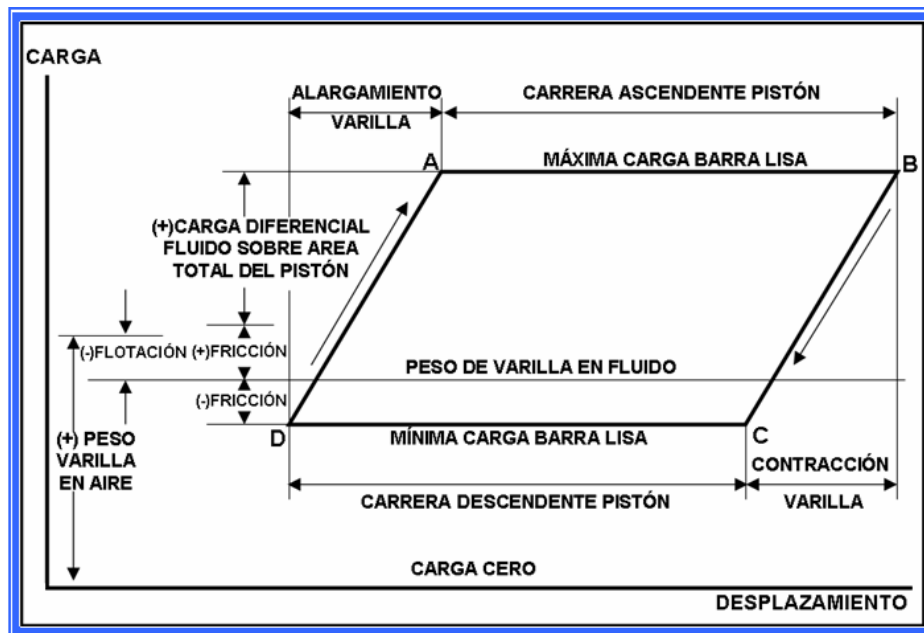 CARGA
ALARGAMIENTO
VARILLA
CARRERA ASCENDENTE PISTÓN
A
MÁXIMA CARGA BARRA LISA
B
(+)CARGA DIFERENCIAL
FLUIDO SOBRE AREA
TOTAL DEL PISTÓN
(-)FLOTACIÓN
(+)FRICCIÓN
PESO DE VARILLA EN FLUIDO
(-)FRICCIÓN
(+) PESO
VARILLA
EN AIRE
D
MÍNIMA CARGA BARRA LISA
C
CONTRACCIÓN
VARILLA
CARRERA DESCENDENTE PISTÓN
CARGA CERO
DESPLAZAMIENTO